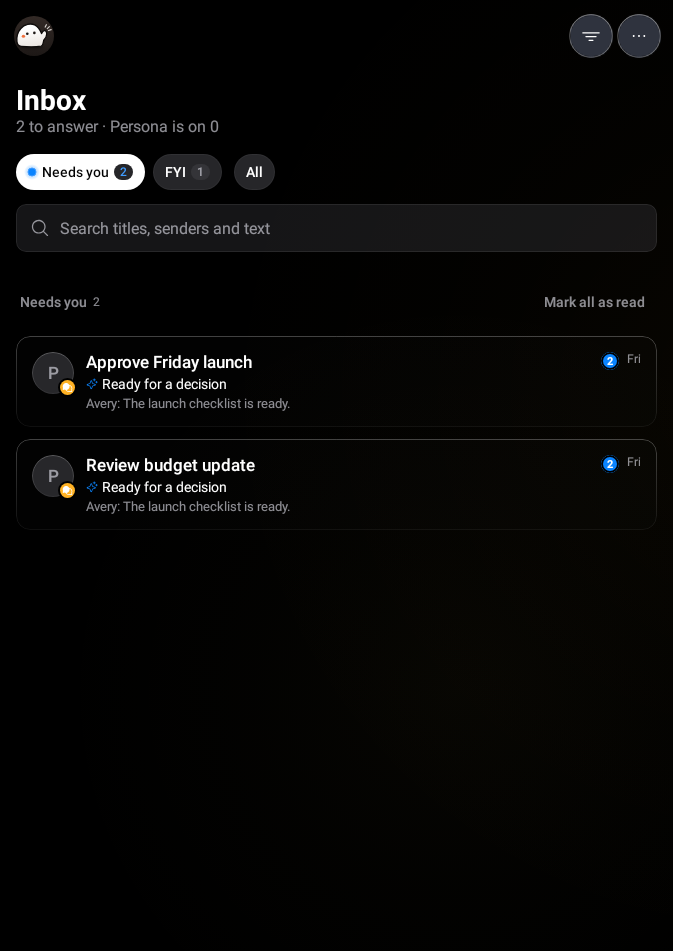 Inbox
2 to answer · Persona is on 0
Needs you 2
FYI 1
All
Search titles, senders and text
Needs you 2
Mark all as read
P
Approve Friday launch
2 Fri
Ready for a decision
Avery: The launch checklist is ready.
P
Review budget update
2 Fri
Ready for a decision
Avery: The launch checklist is ready.